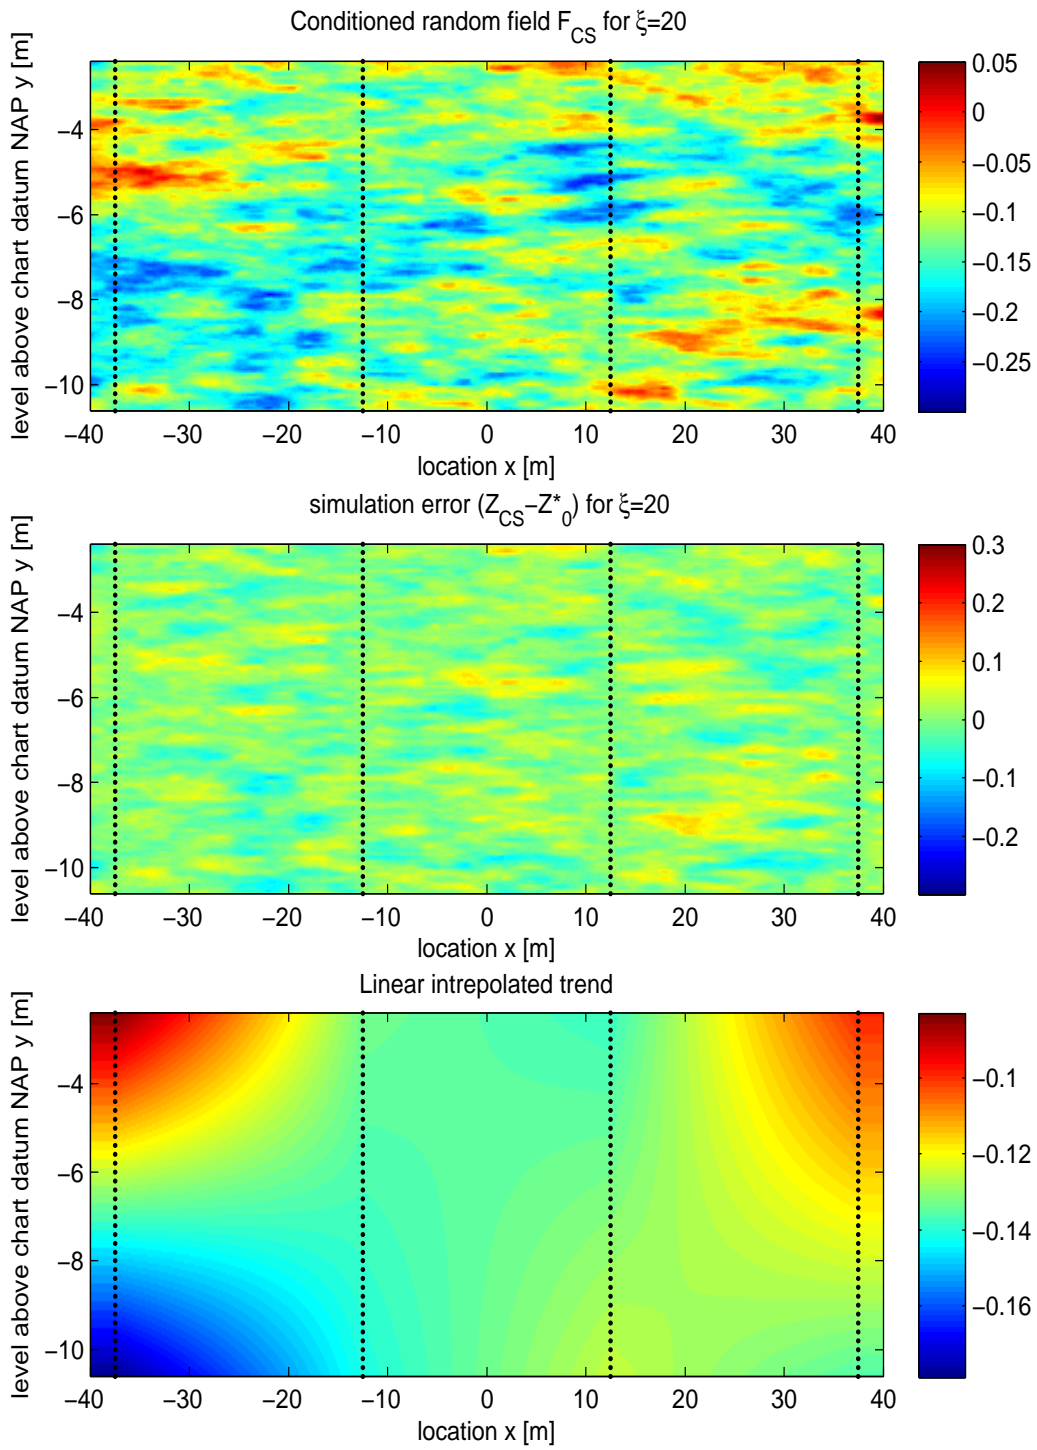 Conditioned random field F_CS for ξ=20
level above chart datum NAP y [m]
−4
−6
−8
−10
−40 −30 −20 −10 0 10 20 30 40
location x [m]
0.05
0
−0.05
−0.1
−0.15
−0.2
−0.25
simulation error (Z_CS−Z*_0) for ξ=20
level above chart datum NAP y [m]
−4
−6
−8
−10
−40 −30 −20 −10 0 10 20 30 40
location x [m]
0.3
0.2
0.1
0
−0.1
−0.2
Linear intrepolated trend
level above chart datum NAP y [m]
−4
−6
−8
−10
−40 −30 −20 −10 0 10 20 30 40
location x [m]
−0.1
−0.12
−0.14
−0.16